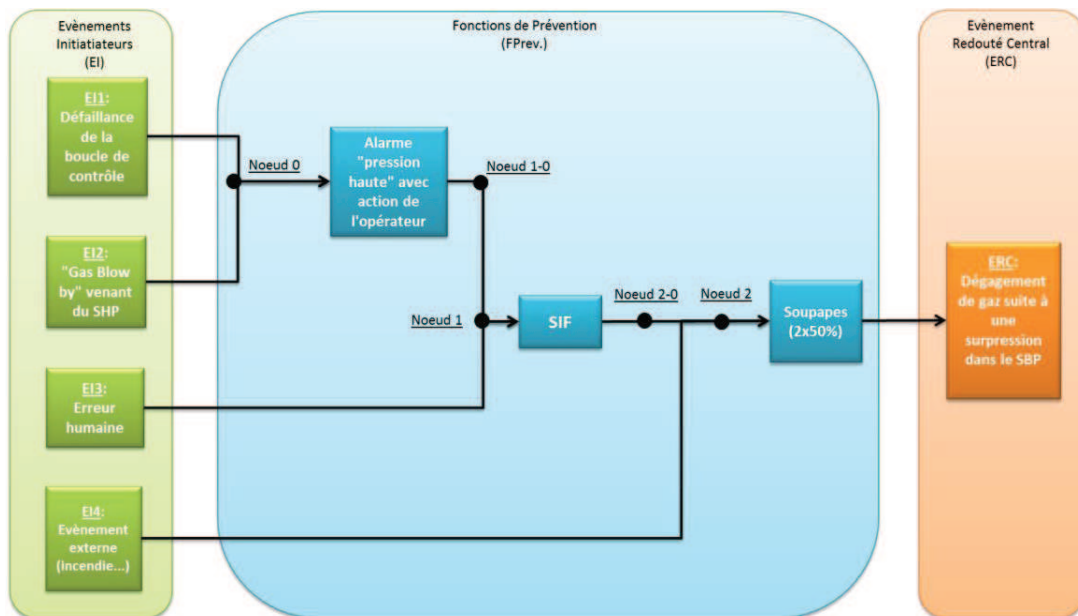 Evènements
Initiatiateurs
(EI)
EI1:
Défaillance
de la
boucle de
contrôle
EI2:
"Gas Blow
by" venant
du SHP
EI3:
Erreur
humaine
EI4:
Evènement
externe
(incendie...)
Fonctions de Prévention
(FPrev.)
Noeud 0
Alarme
"pression
haute" avec
action de
l'opérateur
Noeud 1-0
Noeud 1
SIF
Noeud 2-0
Noeud 2
Soupapes
(2x50%)
Evènement
Redouté Central
(ERC)
ERC:
Dégagement
de gaz suite à
une
surpression
dans le SBP